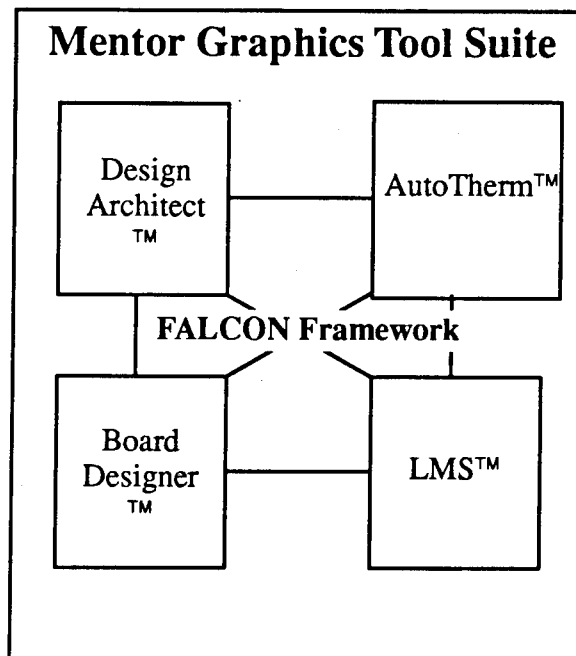 Mentor Graphics Tool Suite
Design
Architect
TM
AutoTherm™
FALCON Framework
Board
Designer
TM
LMS™